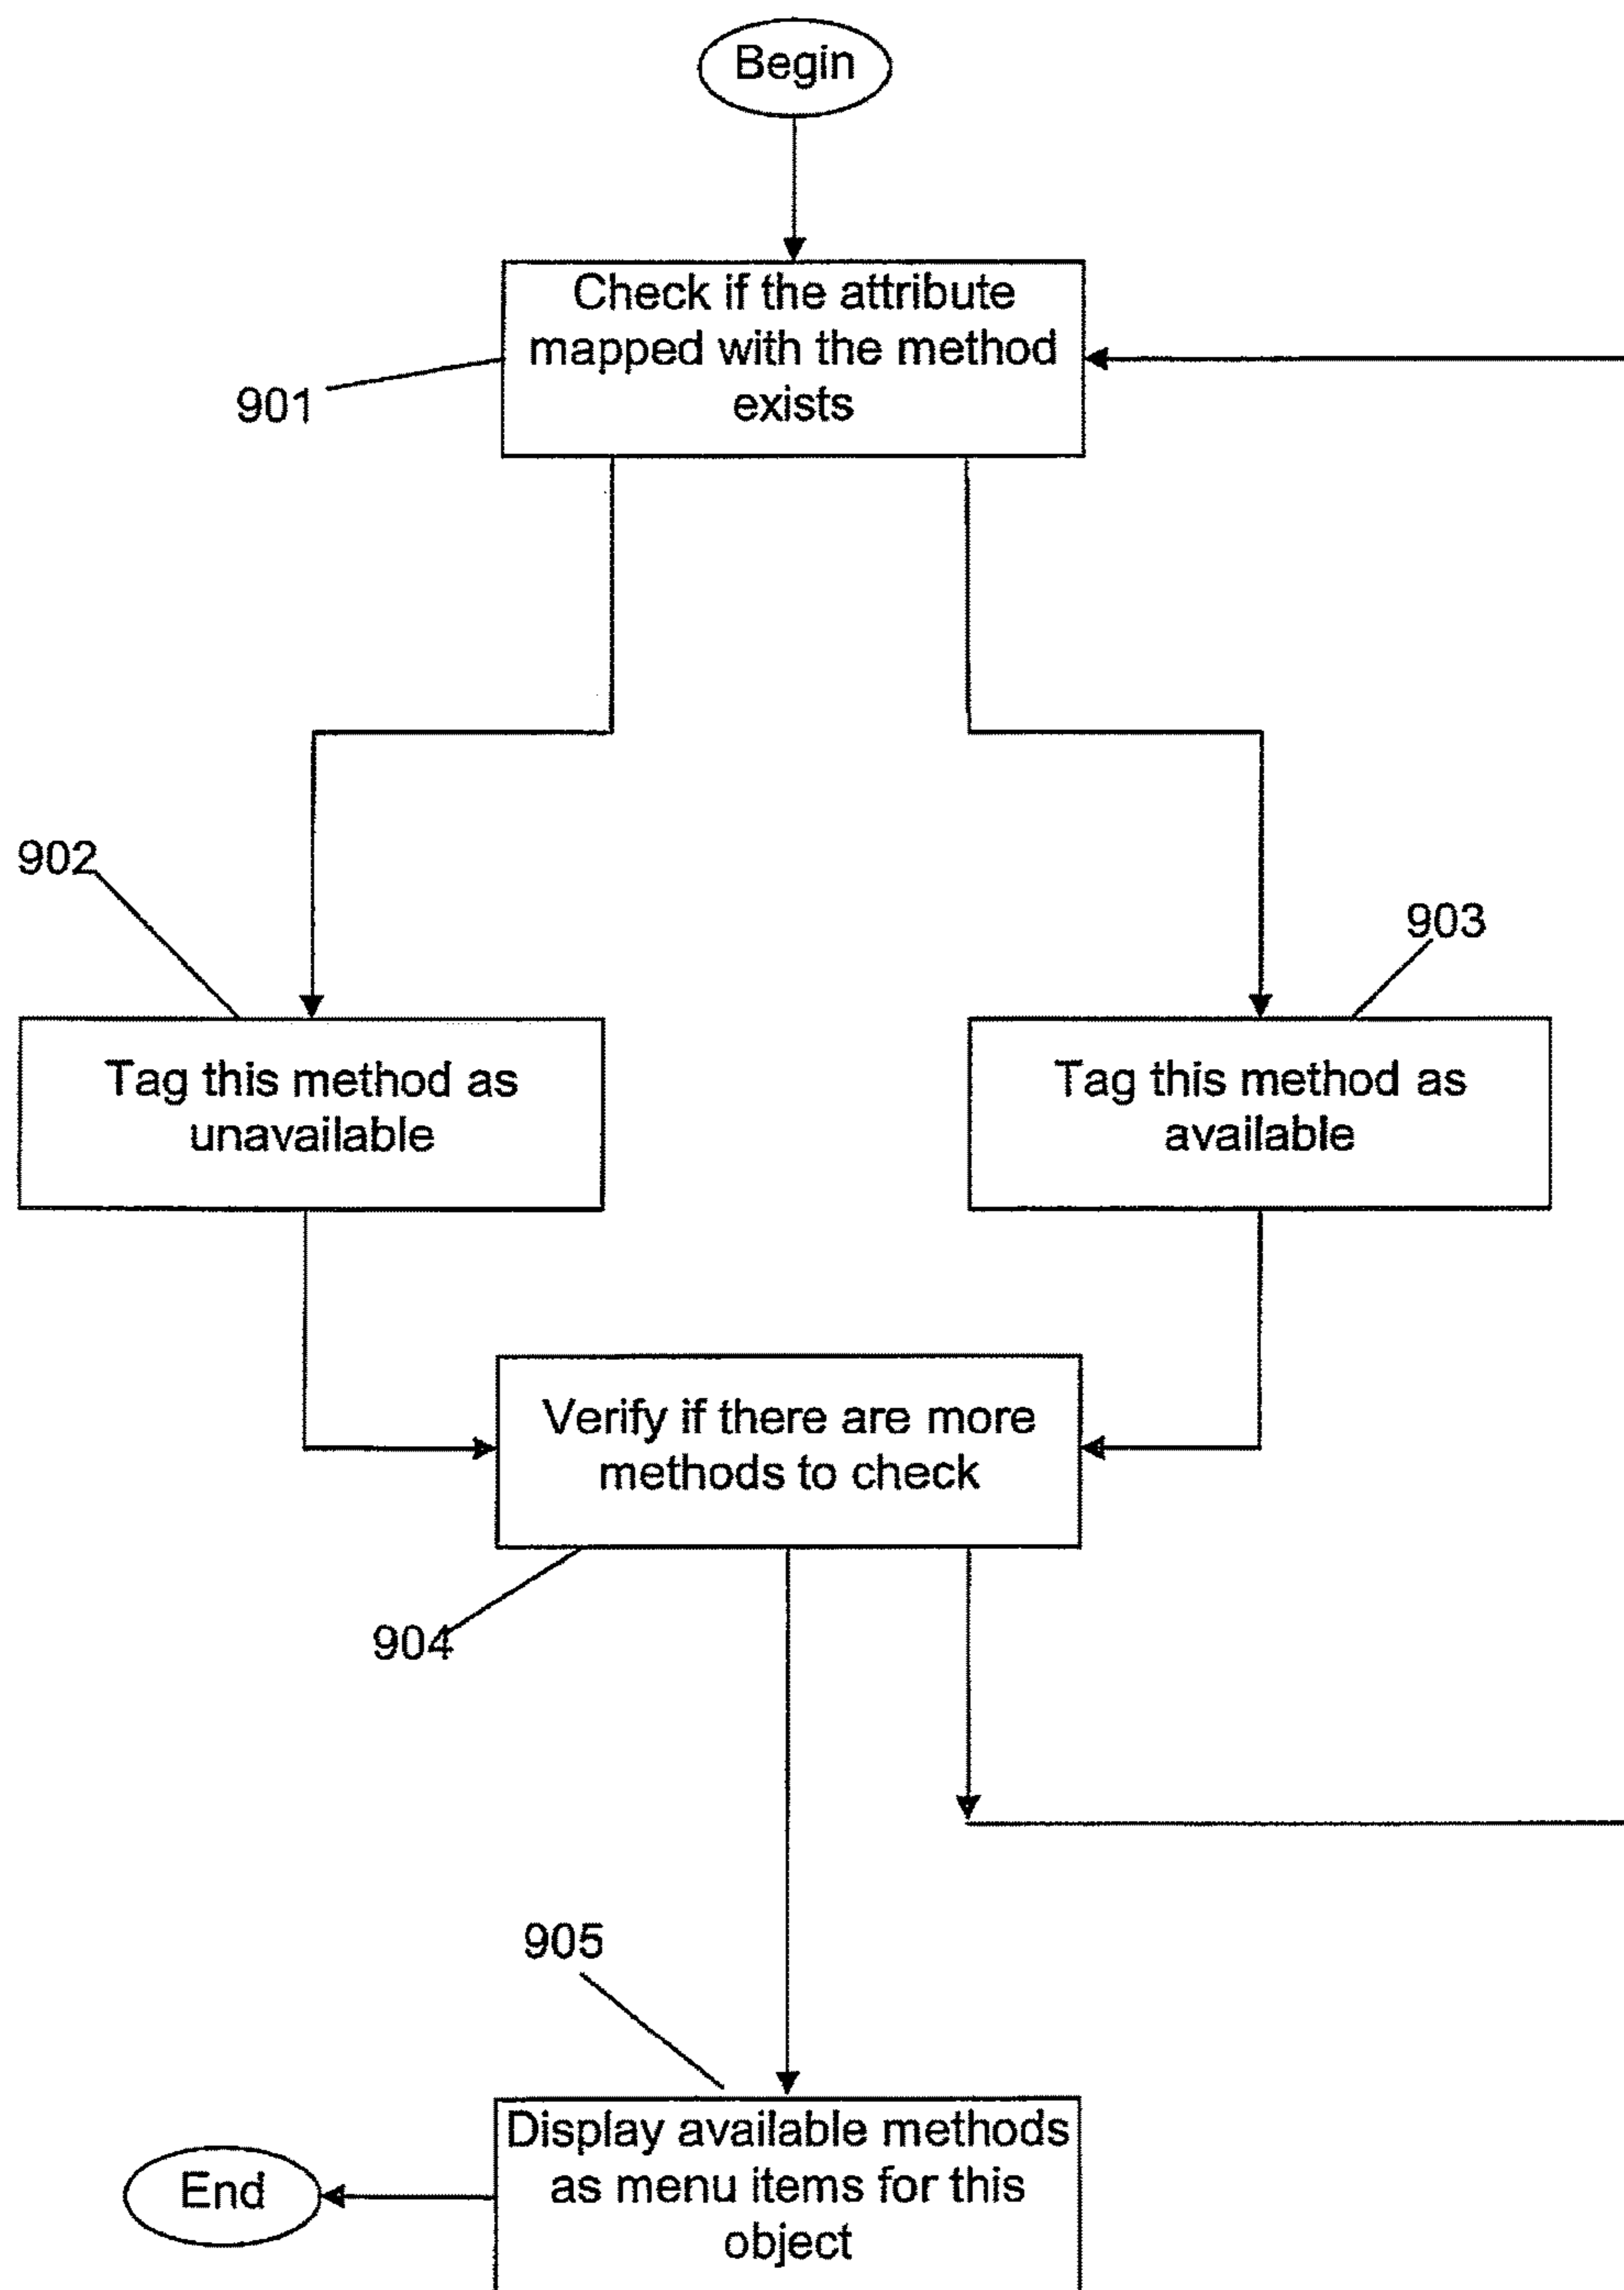 Begin
Check if the attribute
mapped with the method
exists
901
902
903
Tag this method as
unavailable
Tag this method as
available
Verify if there are more
methods to check
904
905
Display available methods
as menu items for this
object
End